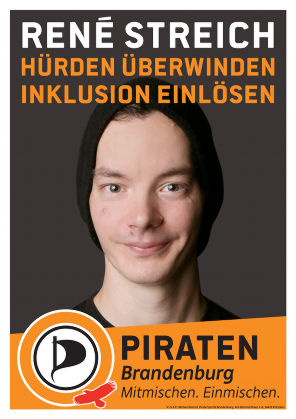 RENÉ STREICH
HÜRDEN ÜBERWINDEN
INKLUSION EINLÖSEN
PIRATEN
Brandenburg
Mitmischen. Einmischen.